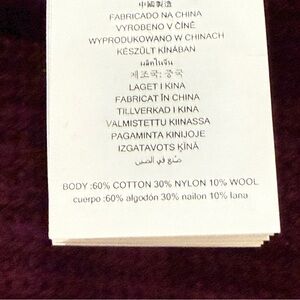 中國製造
FABRICADO NA CHINA
VYROBENO V ČÍNĚ
WYPRODUKOWANO W CHINACH
KÉSZÜLT KÍNÁBAN
ผลิตในจีน
제조국: 중국
LAGET I KINA
FABRICAT ÎN CHINA
TILLVERKAD I KINA
VALMISTETTU KIINASSA
PAGAMINTA KINIJOJE
IZGATAVOTS ĶĪNĀ
صنع في الصين
BODY :60% COTTON 30% NYLON 10% WOOL
cuerpo :60% algodón 30% nailon 10% lana